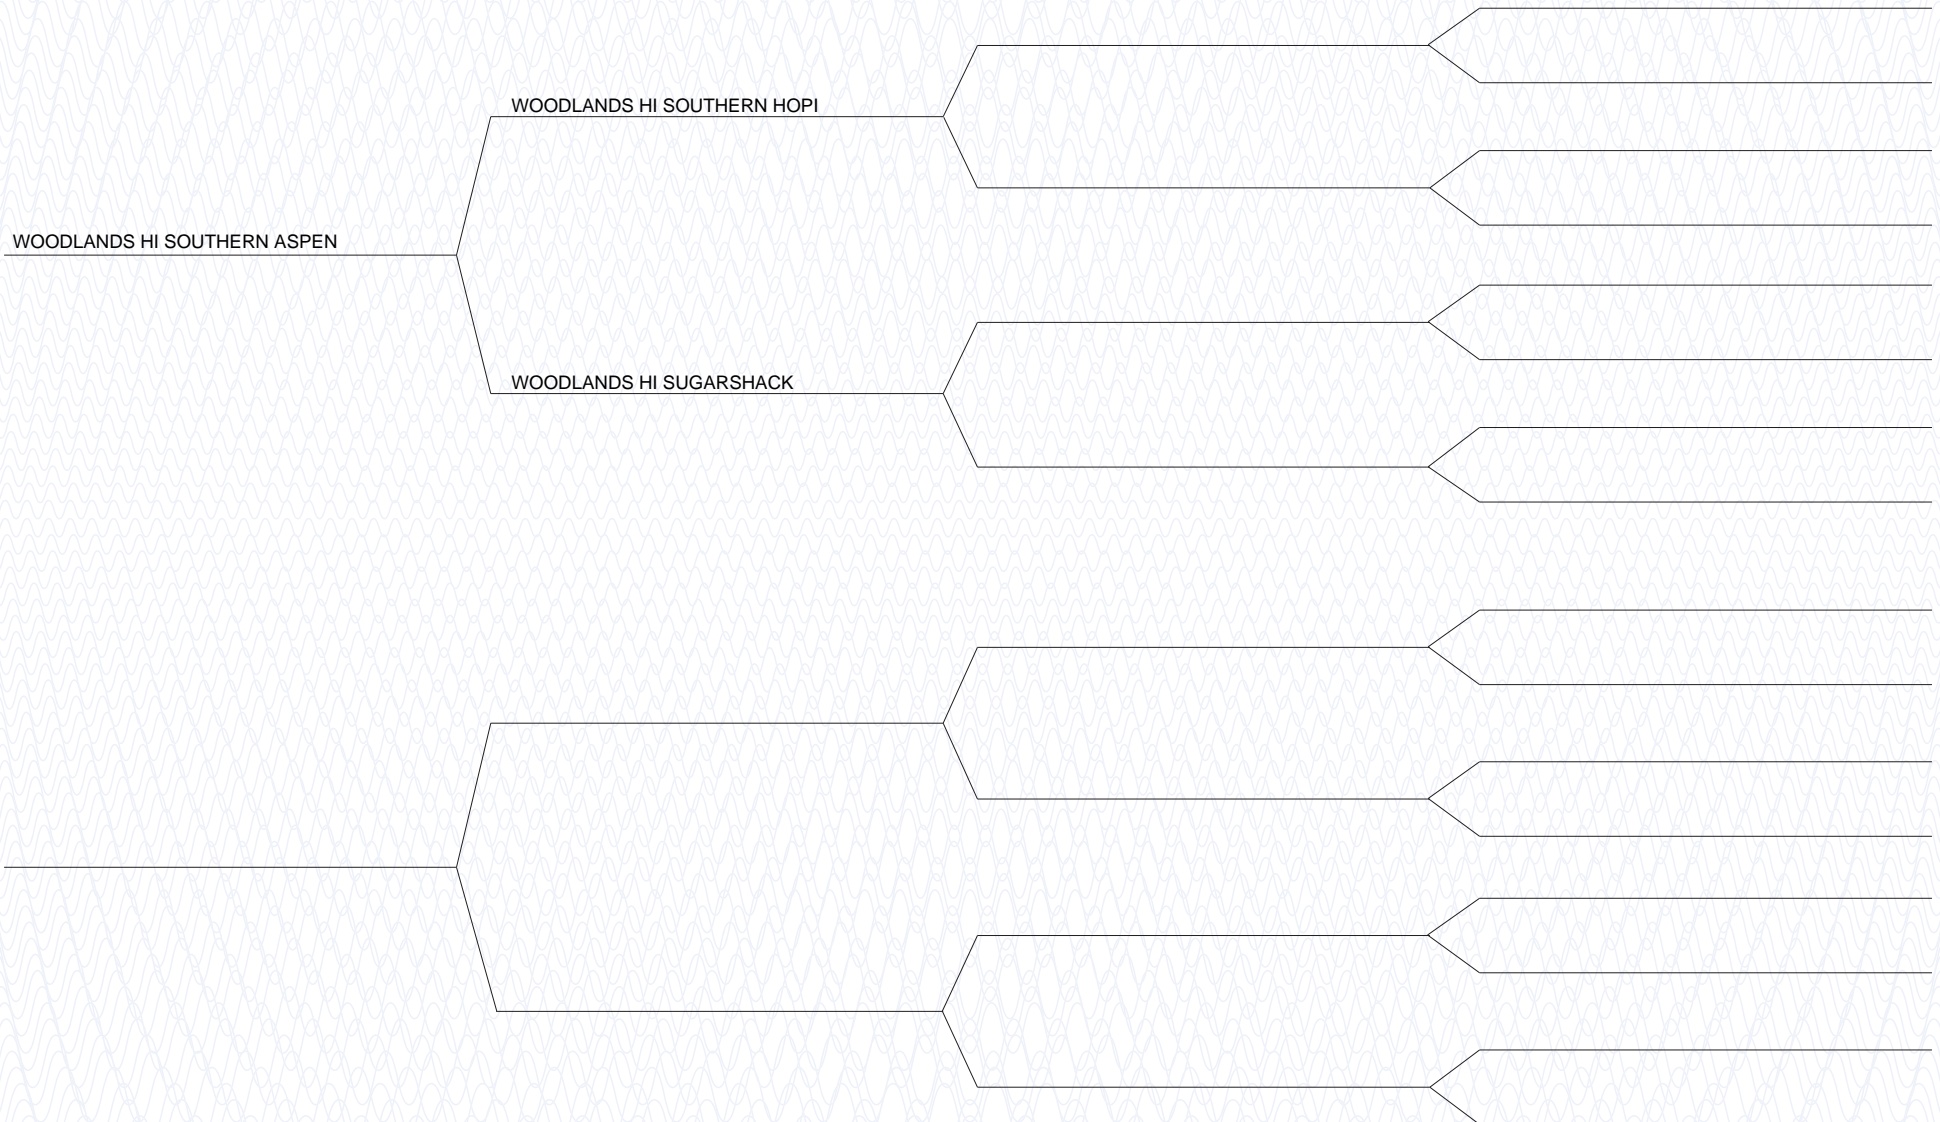 WOODLANDS HI SOUTHERN HOPI
WOODLANDS HI SOUTHERN ASPEN
WOODLANDS HI SUGARSHACK